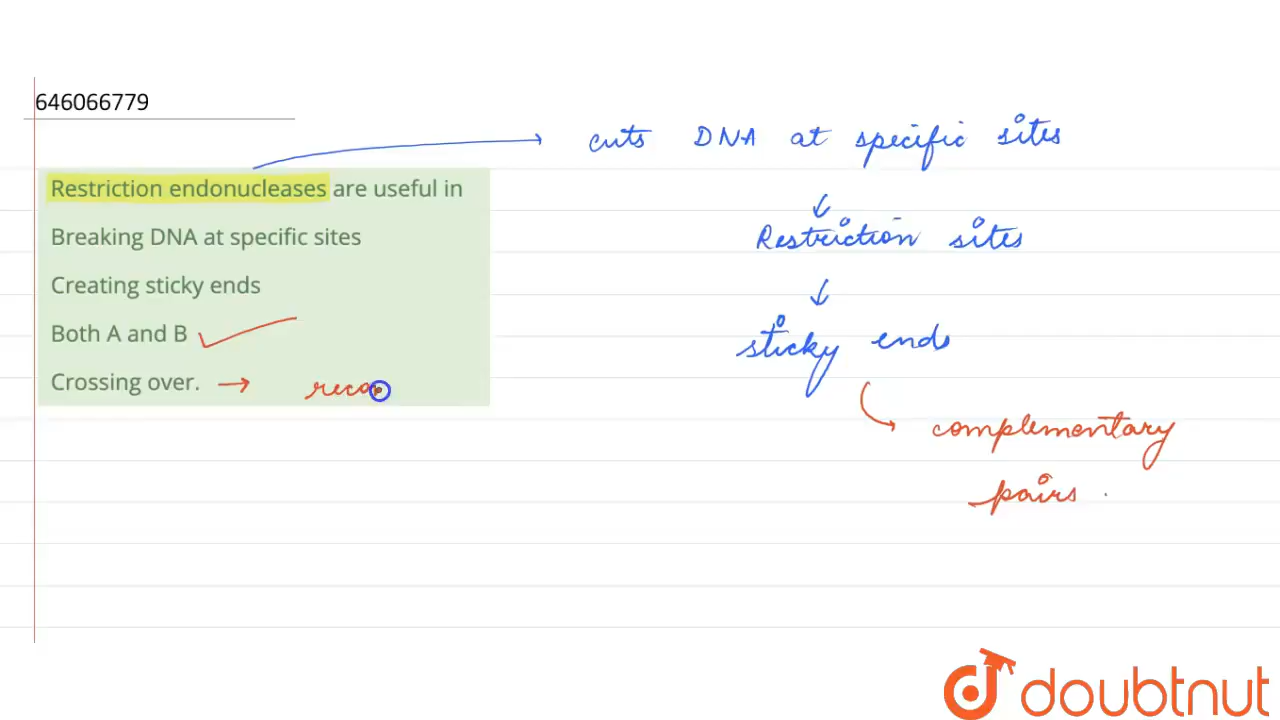 646066779
cuts DNA at specific sites
Restriction endonucleases are useful in
Breaking DNA at specific sites
Restriction sites
Creating sticky ends
Both A and B
sticky ends
Crossing over.
complementary
pairs
doubtnut